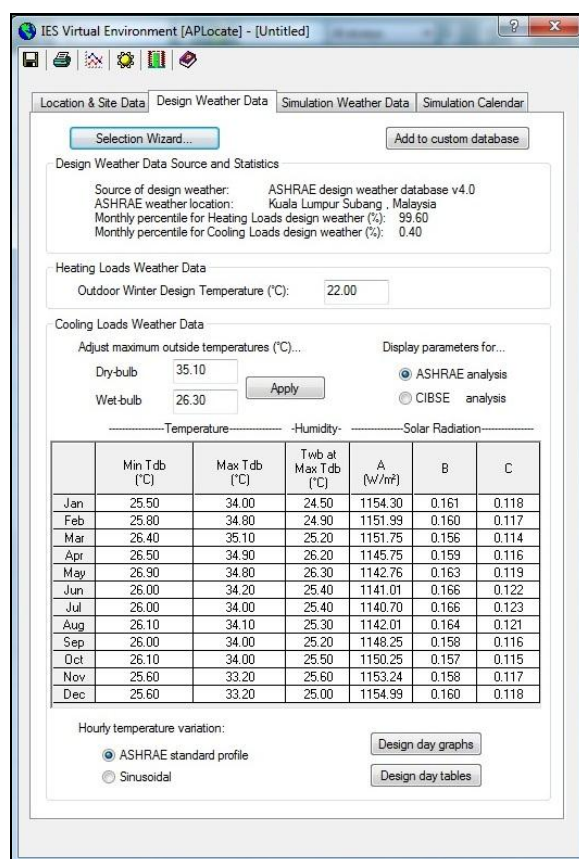 IES Virtual Environment [APLocate] - [Untitled]
Location & Site Data Design Weather Data Simulation Weather Data Simulation Calendar
Selection Wizard... Add to custom database
Design Weather Data Source and Statistics
Source of design weather: ASHRAE design weather database v4.0
ASHRAE weather location: Kuala Lumpur Subang , Malaysia
Monthly percentile for Heating Loads design weather (%): 99.60
Monthly percentile for Cooling Loads design weather (%): 0.40
Heating Loads Weather Data
Outdoor Winter Design Temperature (°C): 22.00
Cooling Loads Weather Data
Adjust maximum outside temperatures (°C)... Display parameters for...
Dry-bulb 35.10 ASHRAE analysis
Apply
Wet-bulb 26.30 CIBSE analysis
----------------Temperature---------------- -Humidity- ----------------Solar Radiation----------------
Min Tdb (°C) Max Tdb (°C) Twb at Max Tdb (°C) A (W/m²) B C
Jan 25.50 34.00 24.50 1154.30 0.161 0.118
Feb 25.80 34.80 24.90 1151.99 0.160 0.117
Mar 26.40 35.10 25.20 1151.75 0.156 0.114
Apr 26.50 34.90 26.20 1145.75 0.159 0.116
May 26.90 34.80 26.30 1142.76 0.163 0.119
Jun 26.00 34.20 25.40 1141.01 0.166 0.122
Jul 26.00 34.00 25.40 1140.70 0.166 0.123
Aug 26.10 34.10 25.30 1142.01 0.164 0.121
Sep 26.00 34.00 25.20 1148.25 0.158 0.116
Oct 26.10 34.00 25.50 1150.25 0.157 0.115
Nov 25.60 33.20 25.60 1153.24 0.158 0.117
Dec 25.60 33.20 25.00 1154.99 0.160 0.118
Hourly temperature variation:
ASHRAE standard profile Design day graphs
Sinusoidal Design day tables